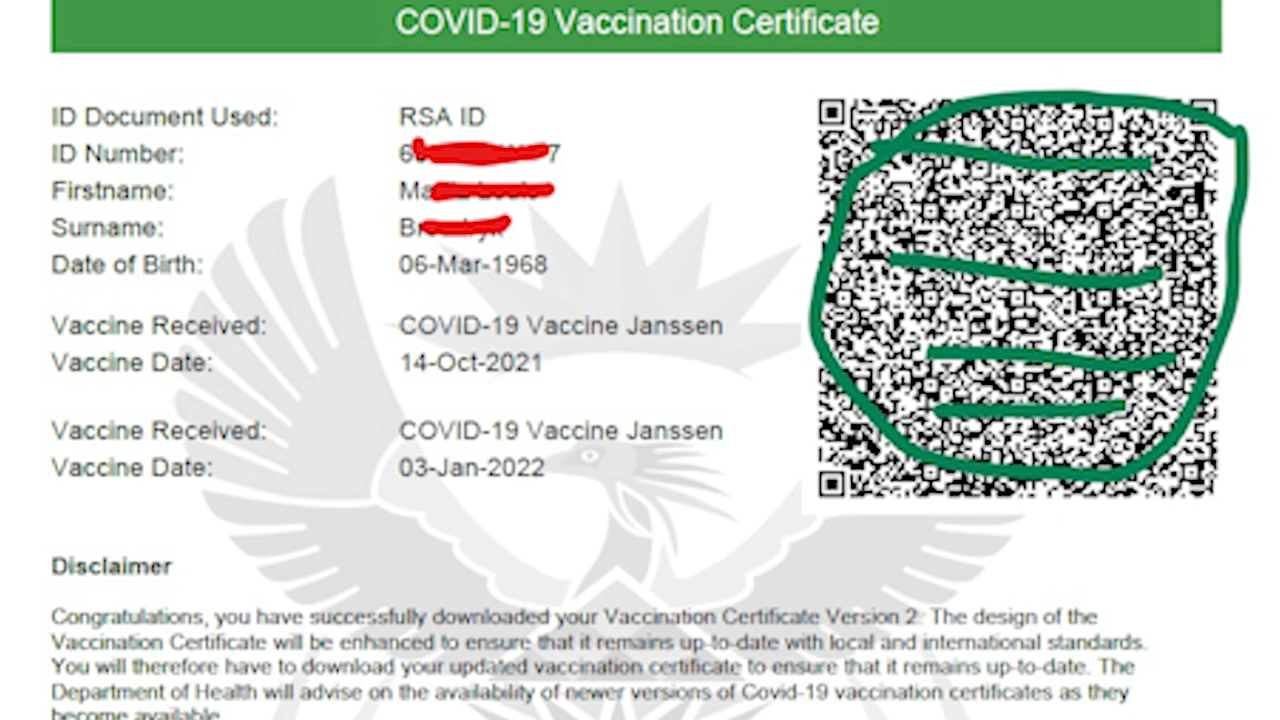 COVID-19 Vaccination Certificate
ID Document Used: RSA ID
ID Number: 6 7
Firstname: Ma
Surname: Br
Date of Birth: 06-Mar-1968
Vaccine Received: COVID-19 Vaccine Janssen
Vaccine Date: 14-Oct-2021
Vaccine Received: COVID-19 Vaccine Janssen
Vaccine Date: 03-Jan-2022
Disclaimer
Congratulations, you have successfully downloaded your Vaccination Certificate Version 2. The design of the
Vaccination Certificate will be enhanced to ensure that it remains up-to-date with local and international standards.
You will therefore have to download your updated vaccination certificate to ensure that it remains up-to-date. The
Department of Health will advise on the availability of newer versions of Covid-19 vaccination certificates as they
become available